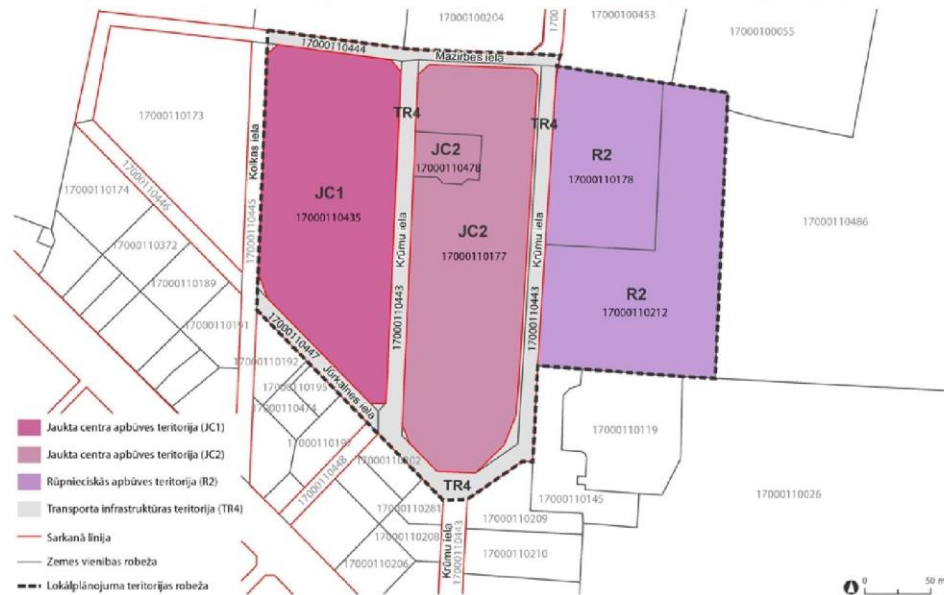 17000100204
17000
17000100453
17000100055
17000110444
Mazirbes iela
17000110173
Kolkas iela
TR4
TR4
JC2
17000110478
R2
17000110178
17000110446
17000110174
JC1
17000110435
17000110445
17000110372
17000110189
17000110191
Krūmu iela
17000110443
JC2
17000110177
Krūmu iela
17000110443
17000110486
R2
17000110212
17000110447
Jūrkalnes iela
17000110192
17000110195
17000110474
17000110197
17000110448
17000110202
17000110119
17000110026
TR4
17000110281
17000110145
17000110209
17000110208
17000110210
17000110206
Krūmu iela
17000110443
Jaukta centra apbūves teritorija (JC1)
Jaukta centra apbūves teritorija (JC2)
Rūpnieciskās apbūves teritorija (R2)
Transporta infrastruktūras teritorija (TR4)
Sarkanā līnija
Zemes vienības robeža
Lokālplānojuma teritorijas robeža
0 50 m